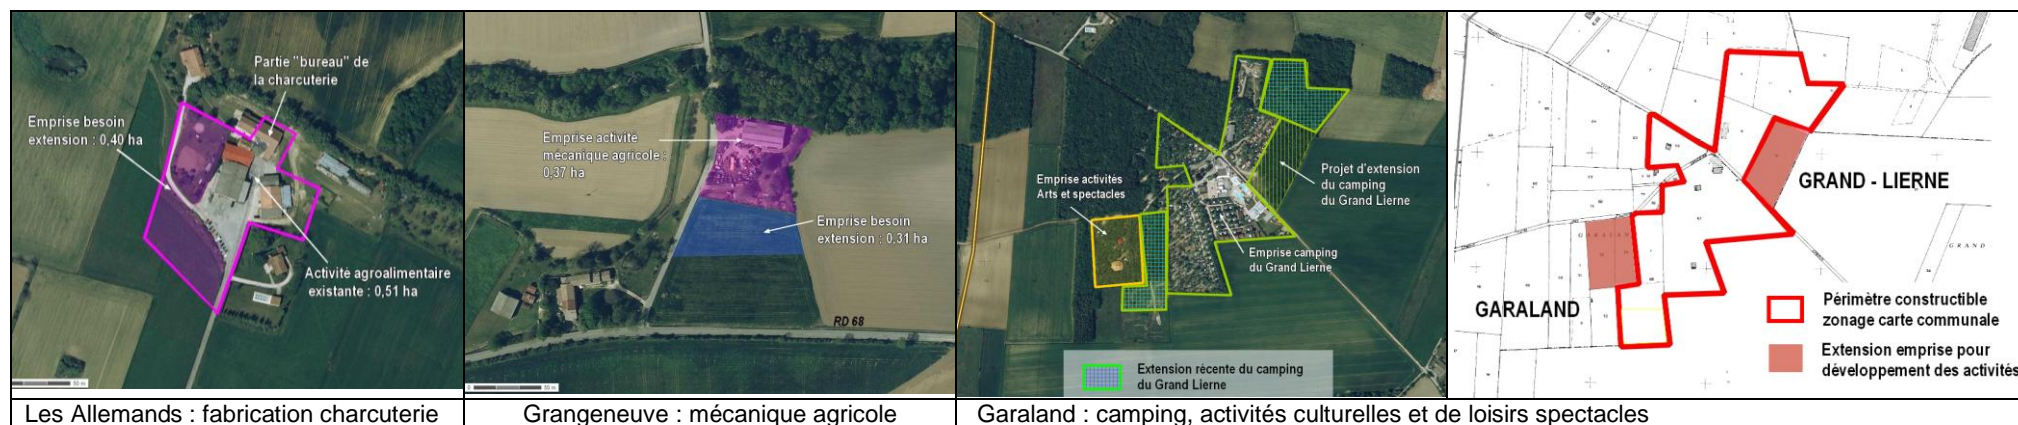 Partie "bureau" de
la charcuterie
Emprise besoin
extension : 0,40 ha
Activité agroalimentaire
existante : 0,51 ha
50 m
Les Allemands : fabrication charcuterie
Emprise activité
mécanique agricole :
0,37 ha
Emprise besoin
extension : 0,31 ha
RD 68
0
50 m
Grangeneuve : mécanique agricole
Emprise activités
Arts et spectacles
Projet d'extension
du camping
du Grand Lierne
Emprise camping
du Grand Lierne
Extension récente du camping
du Grand Lierne
GRAND - LIERNE
GRAND
GARALAND
Périmètre constructible
zonage carte communale
Extension emprise pour
développement des activités
Garaland : camping, activités culturelles et de loisirs spectacles